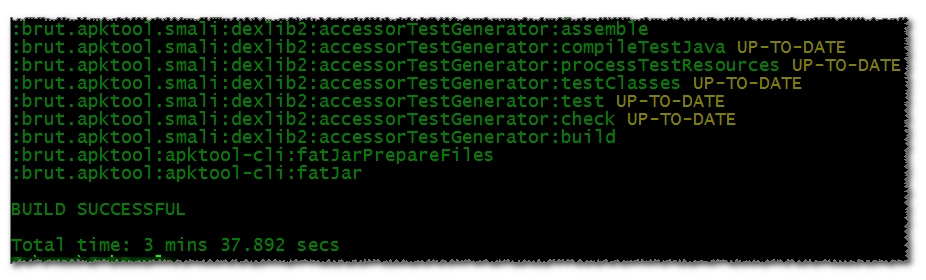 :brut.apktool.smali:dexlib2:accessorTestGenerator:assemble
:brut.apktool.smali:dexlib2:accessorTestGenerator:compileTestJava UP-TO-DATE
:brut.apktool.smali:dexlib2:accessorTestGenerator:processTestResources UP-TO-DATE
:brut.apktool.smali:dexlib2:accessorTestGenerator:testClasses UP-TO-DATE
:brut.apktool.smali:dexlib2:accessorTestGenerator:test UP-TO-DATE
:brut.apktool.smali:dexlib2:accessorTestGenerator:check UP-TO-DATE
:brut.apktool.smali:dexlib2:accessorTestGenerator:build
:brut.apktool:apktool-cli:fatJarPrepareFiles
:brut.apktool:apktool-cli:fatJar
BUILD SUCCESSFUL
Total time: 3 mins 37.892 secs